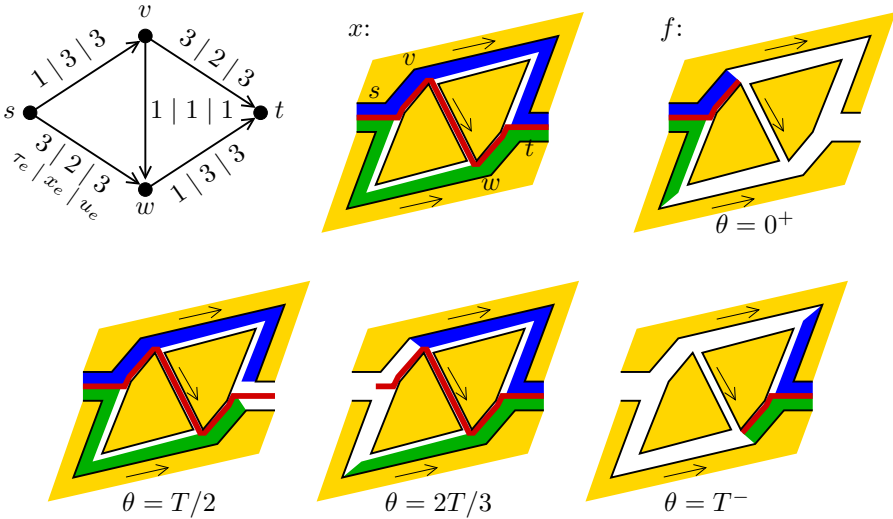 v
1 | 3 | 3
3 | 2 | 3
s
1 | 1 | 1
t
3 | 2 | 3
τe | xe | ue
1 | 3 | 3
w
x:
v
s
t
w
f:
θ = 0⁺
θ = T/2
θ = 2T/3
θ = T⁻